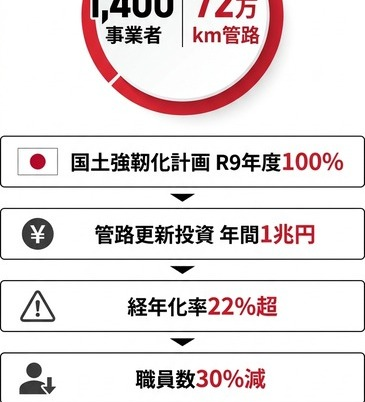 1,400
事業者
72万
km管路
国土強靭化計画 R9年度100%
¥
管路更新投資 年間1兆円
経年化率22%超
職員数30%減